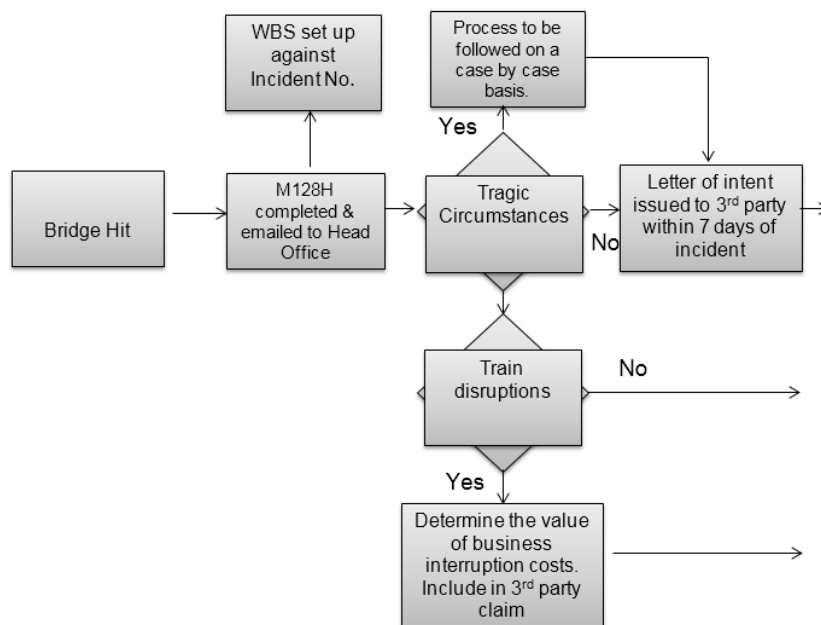 WBS set up
against
Incident No.
Process to be
followed on a
case by case
basis.
Yes
Bridge Hit
M128H
completed &
emailed to Head
Office
Tragic
Circumstances
No
Letter of intent
issued to 3rd party
within 7 days of
incident
Train
disruptions
No
Yes
Determine the value
of business
interruption costs.
Include in 3rd party
claim